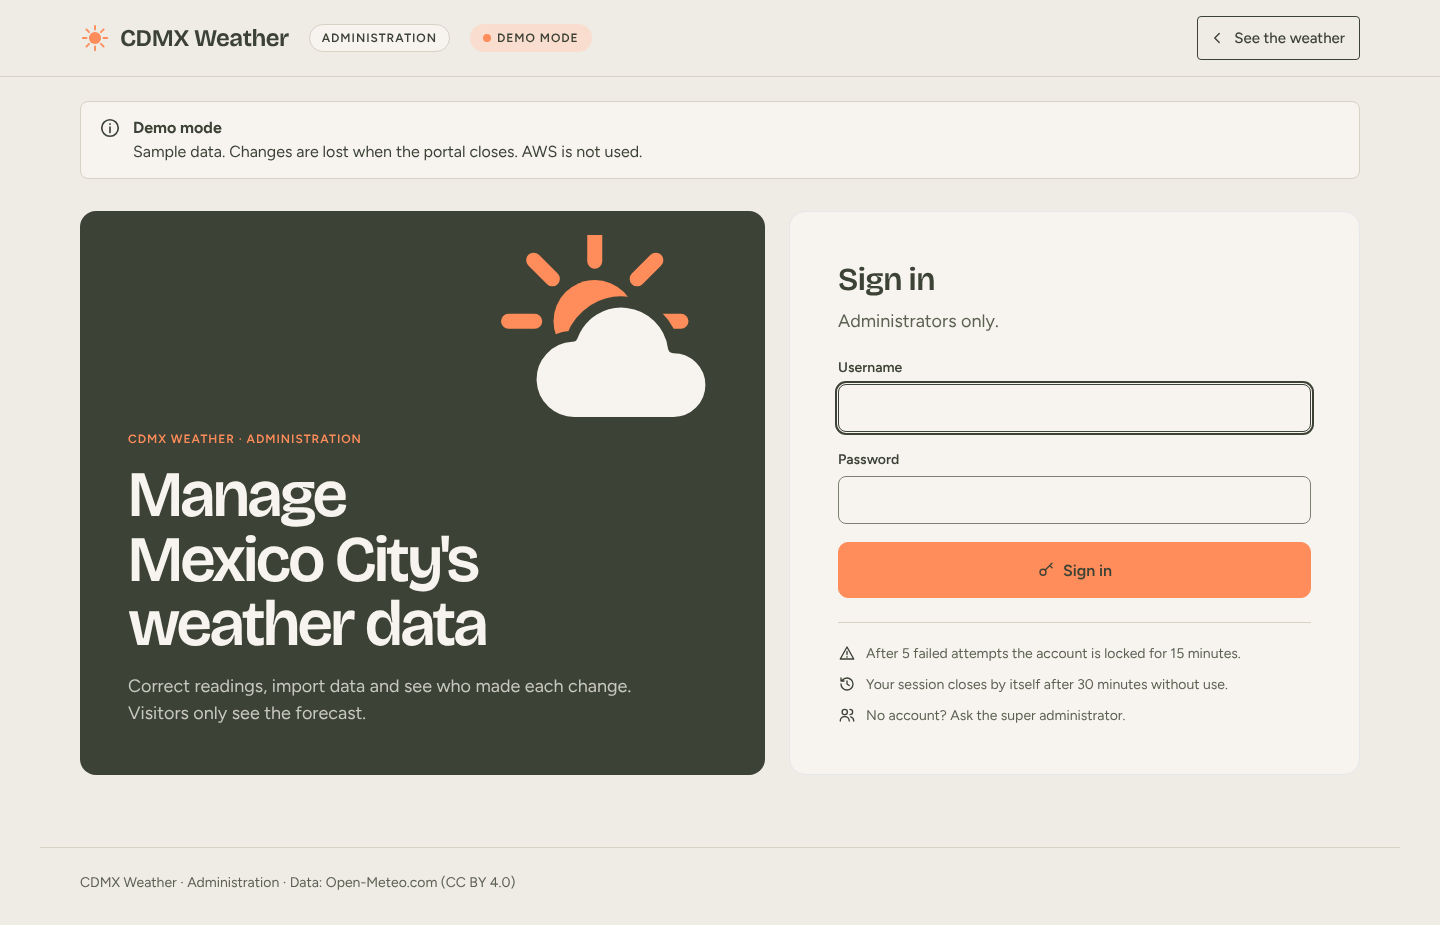 CDMX Weather
ADMINISTRATION
DEMO MODE
See the weather
Demo mode
Sample data. Changes are lost when the portal closes. AWS is not used.
CDMX WEATHER · ADMINISTRATION
Manage
Mexico City's
weather data
Correct readings, import data and see who made each change.
Visitors only see the forecast.
Sign in
Administrators only.
Username
Password
Sign in
After 5 failed attempts the account is locked for 15 minutes.
Your session closes by itself after 30 minutes without use.
No account? Ask the super administrator.
CDMX Weather · Administration · Data: Open-Meteo.com (CC BY 4.0)